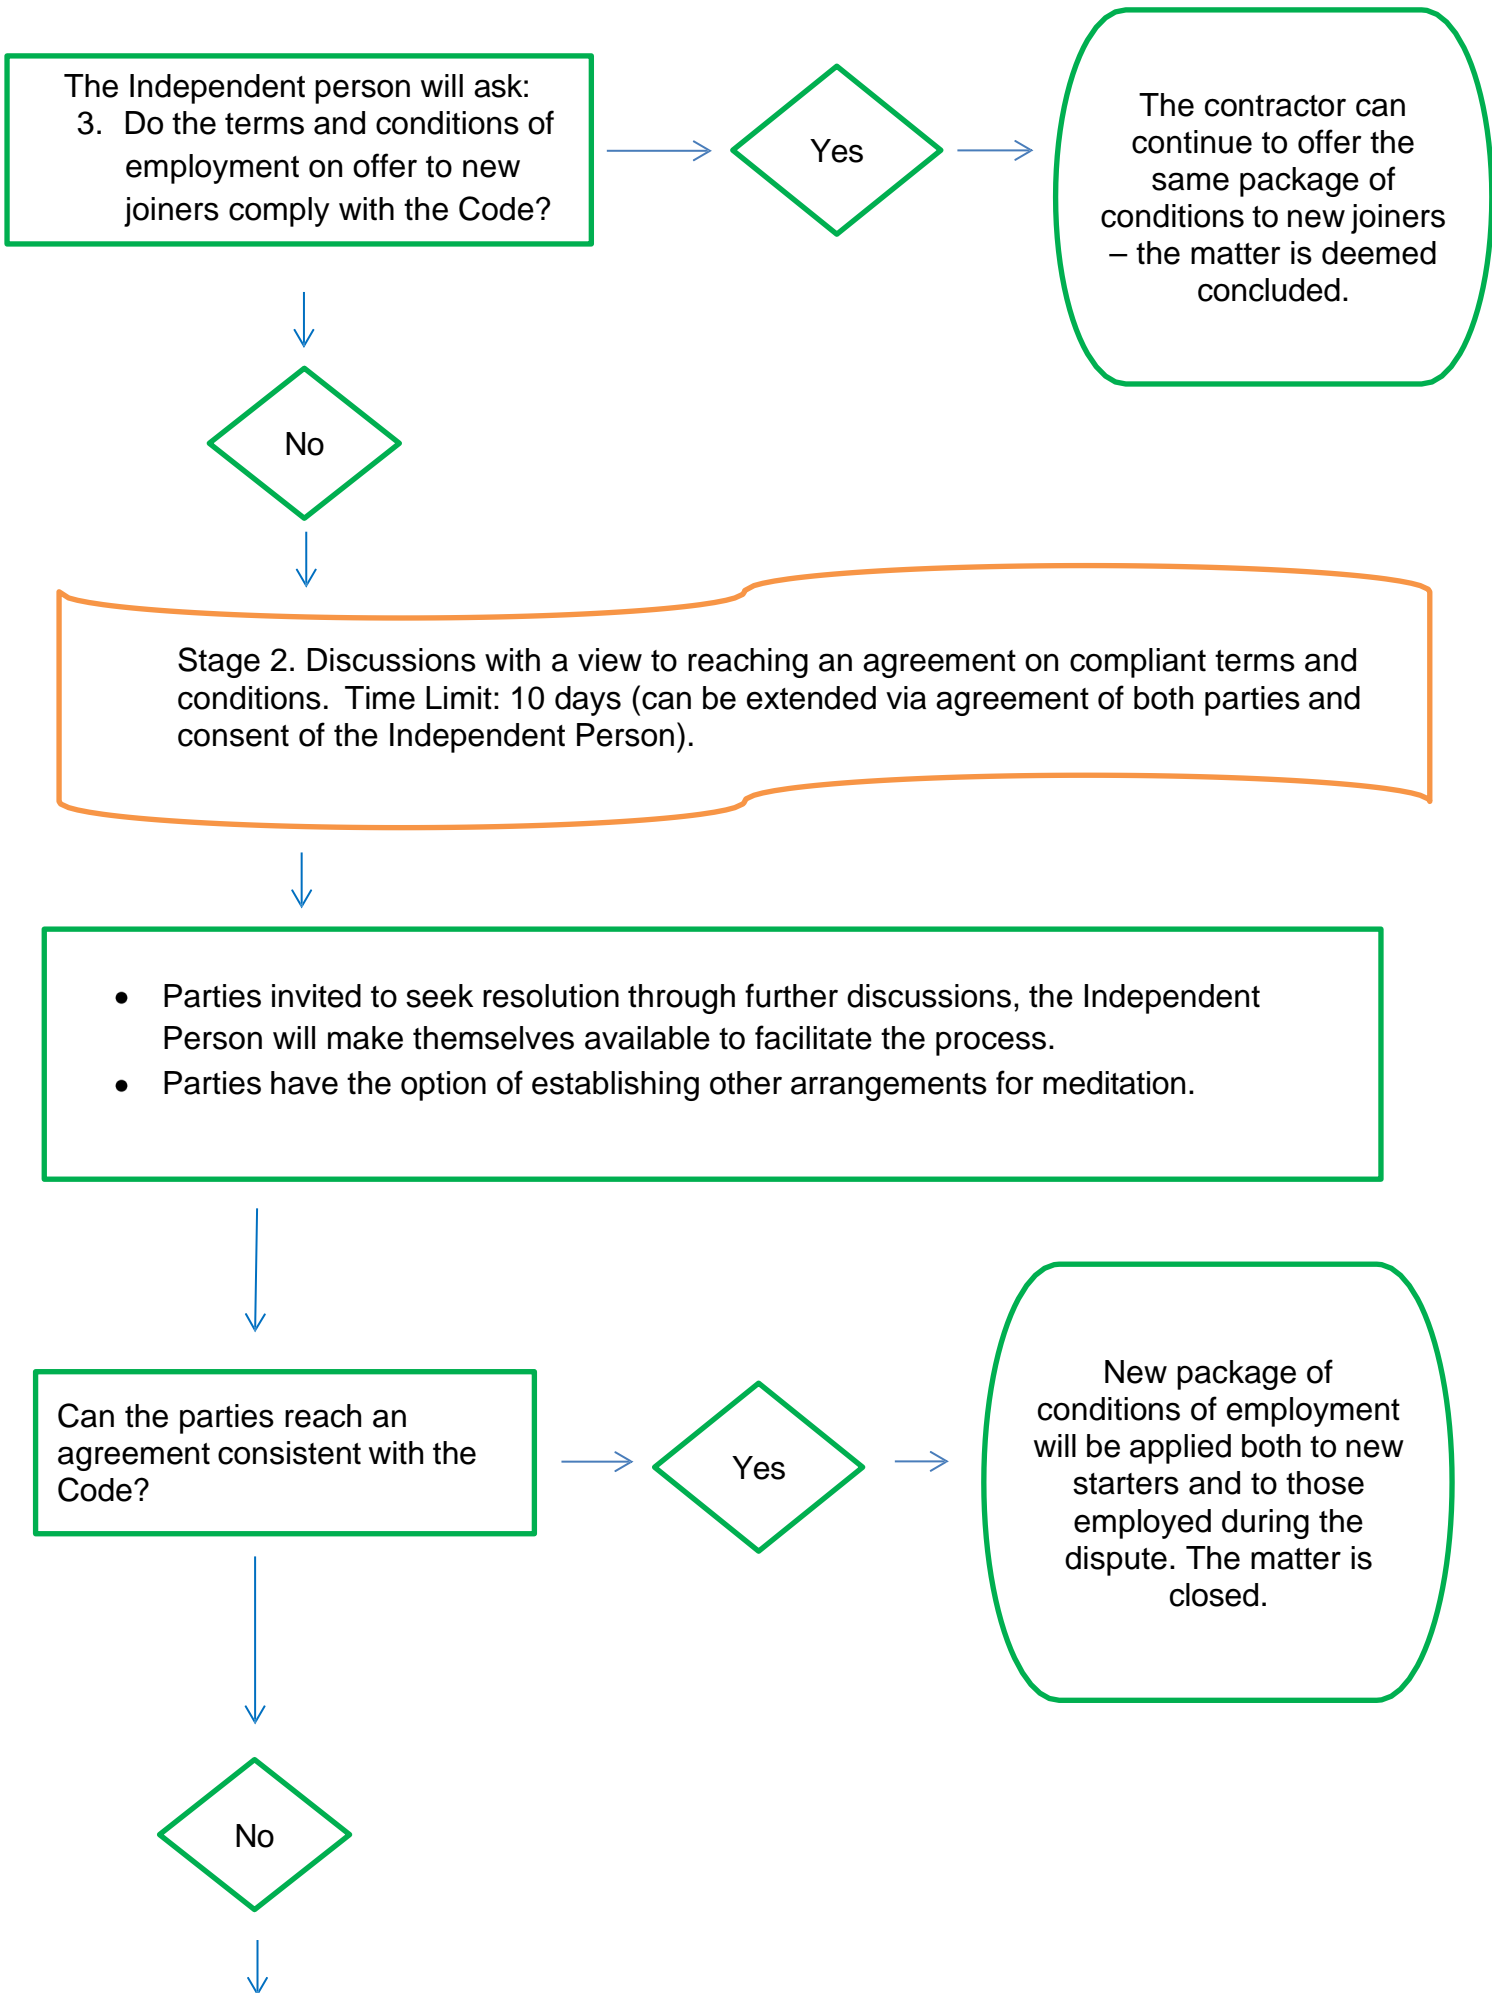 The Independent person will ask:
3. Do the terms and conditions of
employment on offer to new
joiners comply with the Code?
Yes
The contractor can
continue to offer the
same package of
conditions to new joiners
– the matter is deemed
concluded.
No
Stage 2. Discussions with a view to reaching an agreement on compliant terms and
conditions. Time Limit: 10 days (can be extended via agreement of both parties and
consent of the Independent Person).
• Parties invited to seek resolution through further discussions, the Independent
Person will make themselves available to facilitate the process.
• Parties have the option of establishing other arrangements for meditation.
Can the parties reach an
agreement consistent with the
Code?
Yes
New package of
conditions of employment
will be applied both to new
starters and to those
employed during the
dispute. The matter is
closed.
No